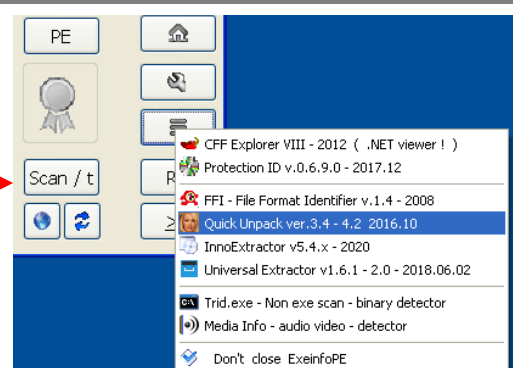 PE
CFF Explorer VIII - 2012 ( .NET viewer ! )
Protection ID v.0.6.9.0 - 2017.12
Scan / t
R
FFI - File Format Identifier v.1.4 - 2008
Quick Unpack ver.3.4 - 4.2 2016.10
>
InnoExtractor v5.4.x - 2020
Universal Extractor v1.6.1 - 2.0 - 2018.06.02
Trid.exe - Non exe scan - binary detector
Media Info - audio video - detector
Don't close ExeinfoPE